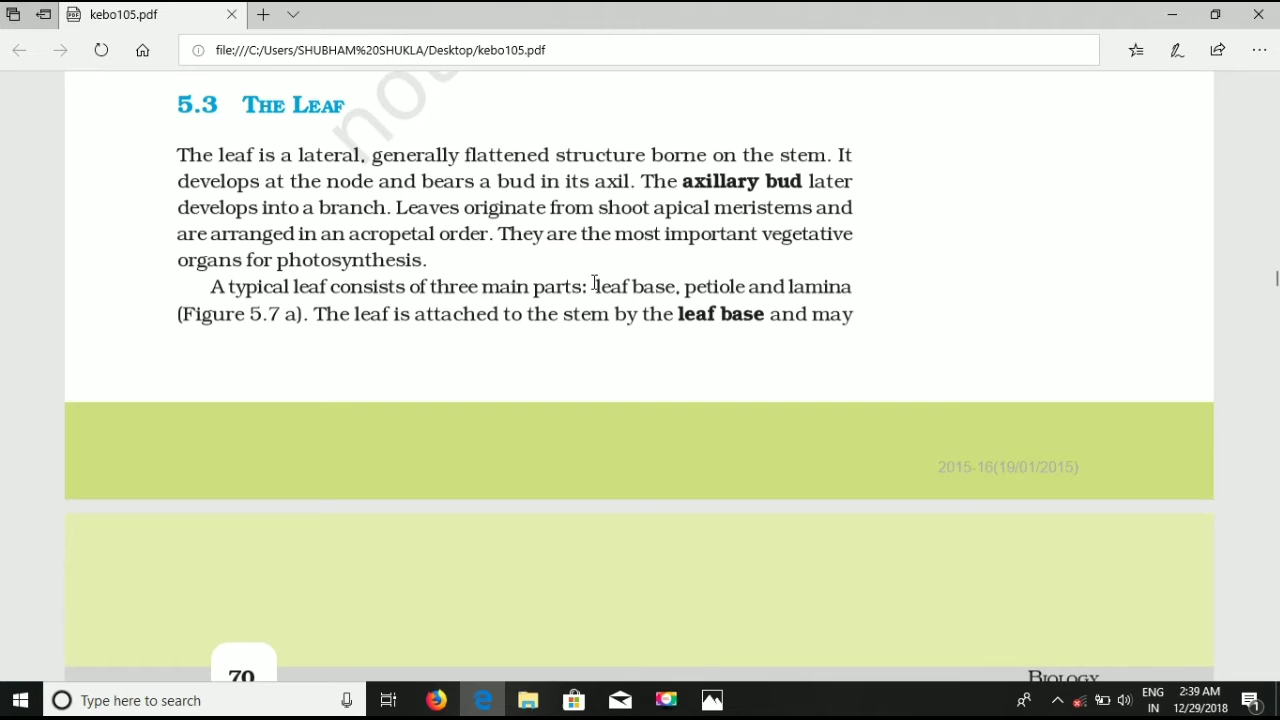 kebo105.pdf
file:///C:/Users/SHUBHAM%20SHUKLA/Desktop/kebo105.pdf
not
5.3 THE LEAF
The leaf is a lateral, generally flattened structure borne on the stem. It
develops at the node and bears a bud in its axil. The axillary bud later
develops into a branch. Leaves originate from shoot apical meristems and
are arranged in an acropetal order. They are the most important vegetative
organs for photosynthesis.
A typical leaf consists of three main parts: leaf base, petiole and lamina
(Figure 5.7 a). The leaf is attached to the stem by the leaf base and may
2015-16(19/01/2015)
70 BIOLOGY
Type here to search
ENG 2:39 AM
IN 12/29/2018
1